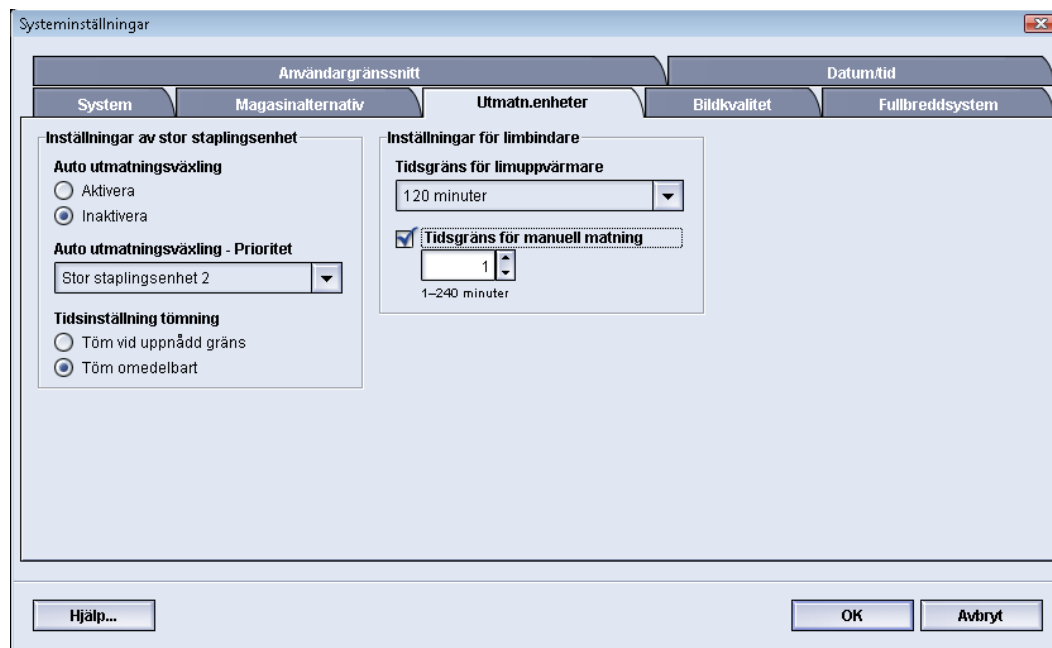 Systeminställningar
Användargränssnitt
Datum/tid
System
Magasinalternativ
Utmatn.enheter
Bildkvalitet
Fullbreddsystem
Inställningar av stor staplingsenhet
Auto utmatningsväxling
Aktivera
Inaktivera
Auto utmatningsväxling - Prioritet
Stor staplingsenhet 2
Tidsinställning tömning
Töm vid uppnådd gräns
Töm omedelbart
Inställningar för limbindare
Tidsgräns för limuppvärmare
120 minuter
Tidsgräns för manuell matning
1
1–240 minuter
Hjälp...
OK
Avbryt